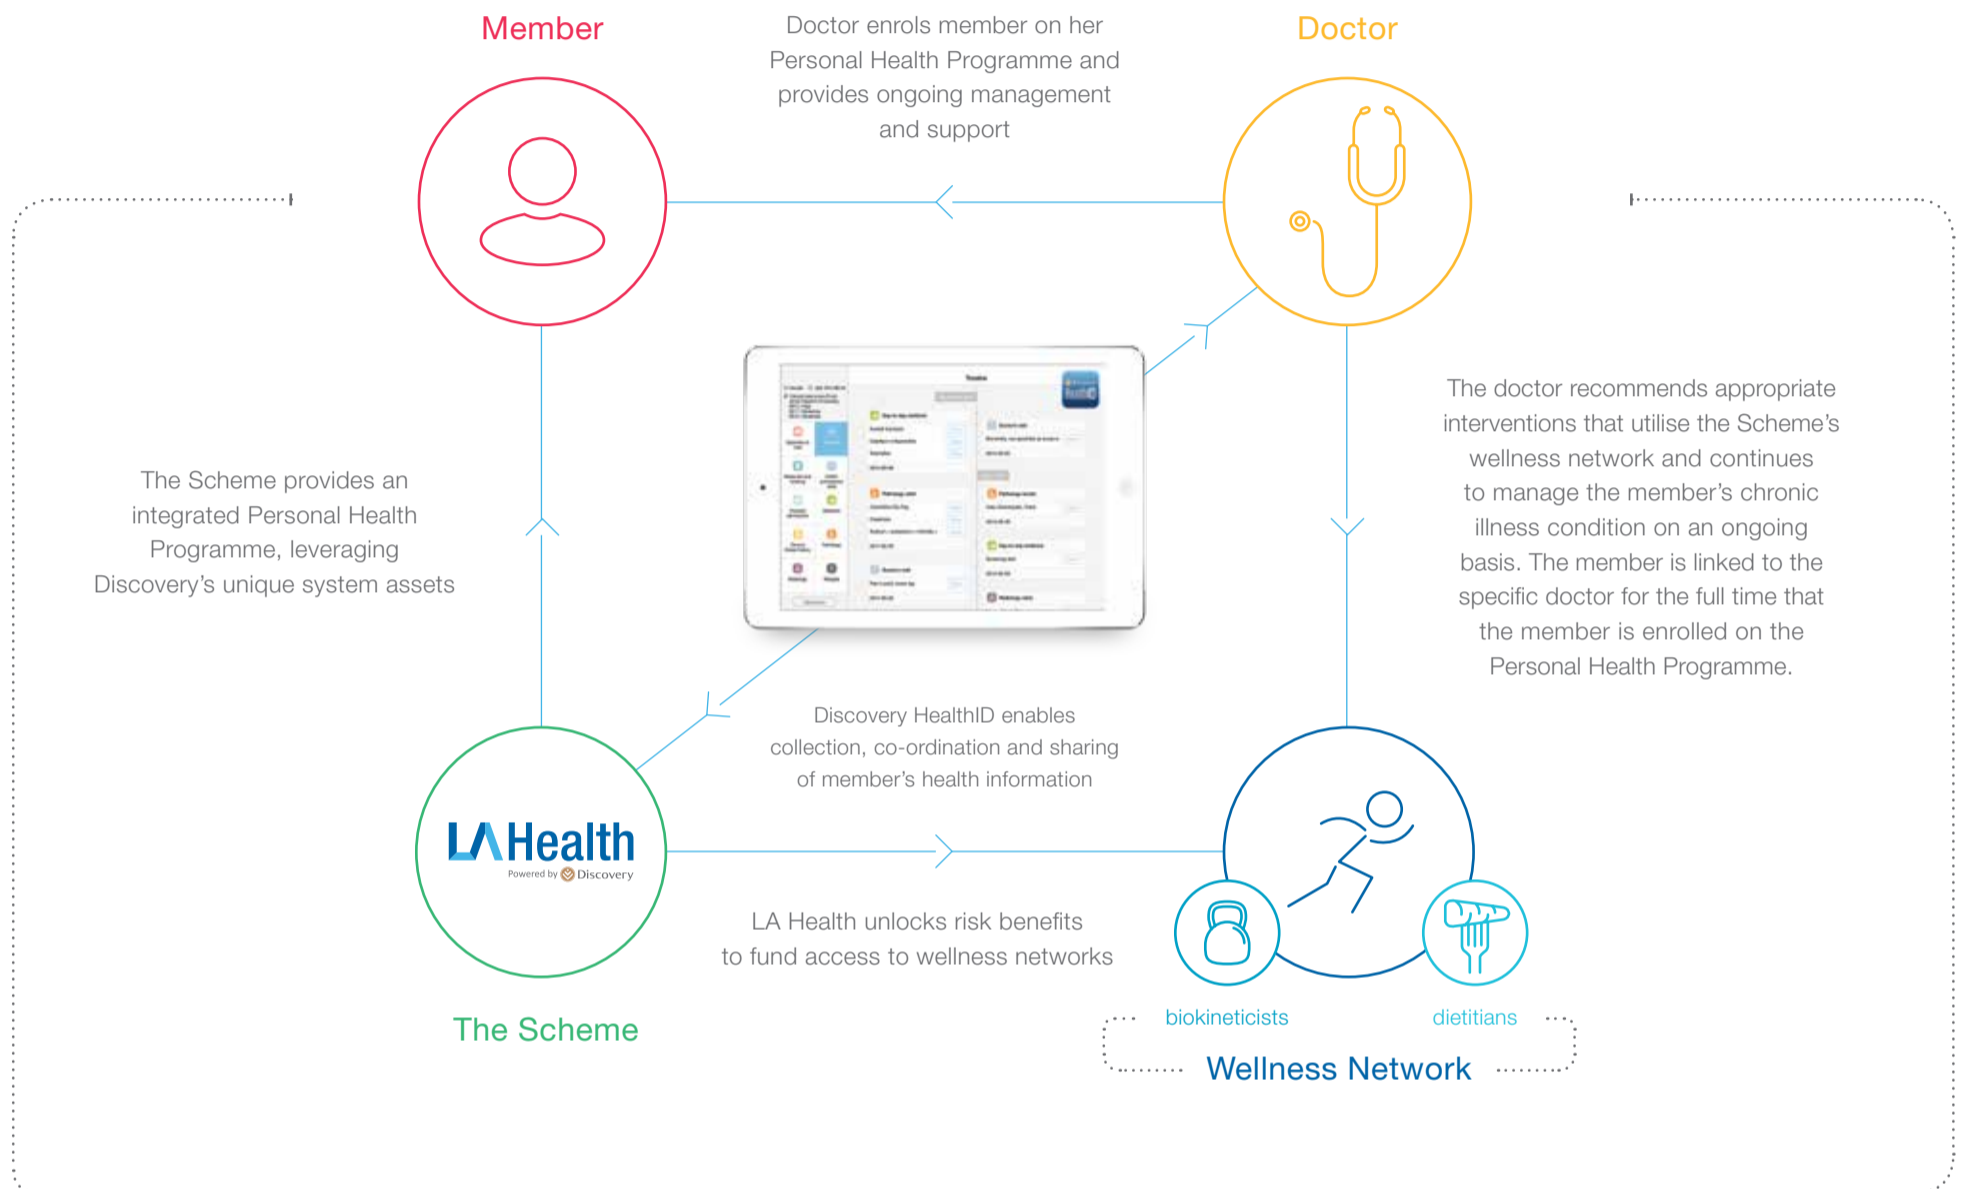 Member
Doctor enrols member on her
Personal Health Programme and
provides ongoing management
and support
Doctor
The Scheme provides an
integrated Personal Health
Programme, leveraging
Discovery's unique system assets
The doctor recommends appropriate
interventions that utilise the Scheme's
wellness network and continues
to manage the member's chronic
illness condition on an ongoing
basis. The member is linked to the
specific doctor for the full time that
the member is enrolled on the
Personal Health Programme.
Discovery HealthID enables
collection, co-ordination and sharing
of member's health information
LA Health
Powered by Discovery
LA Health unlocks risk benefits
to fund access to wellness networks
The Scheme
biokineticists
dietitians
Wellness Network